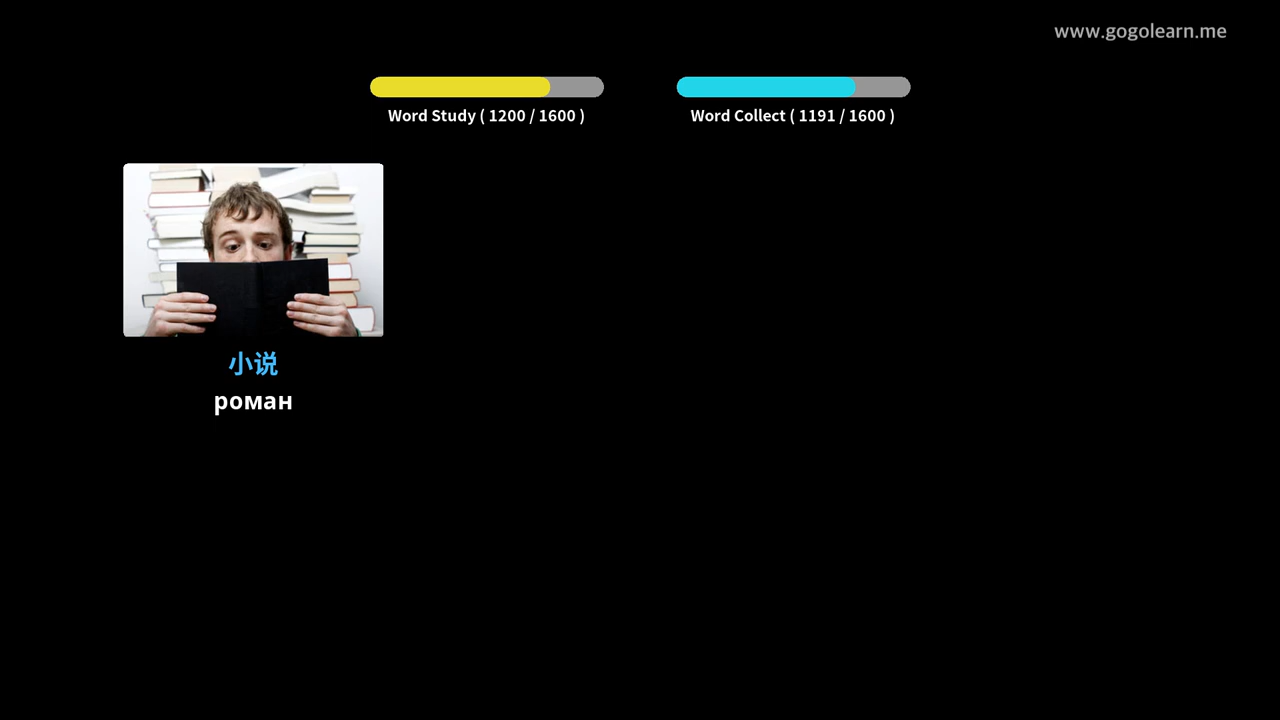 www.gogolearn.me
Word Study ( 1200 / 1600 )
Word Collect ( 1191 / 1600 )
小说
роман